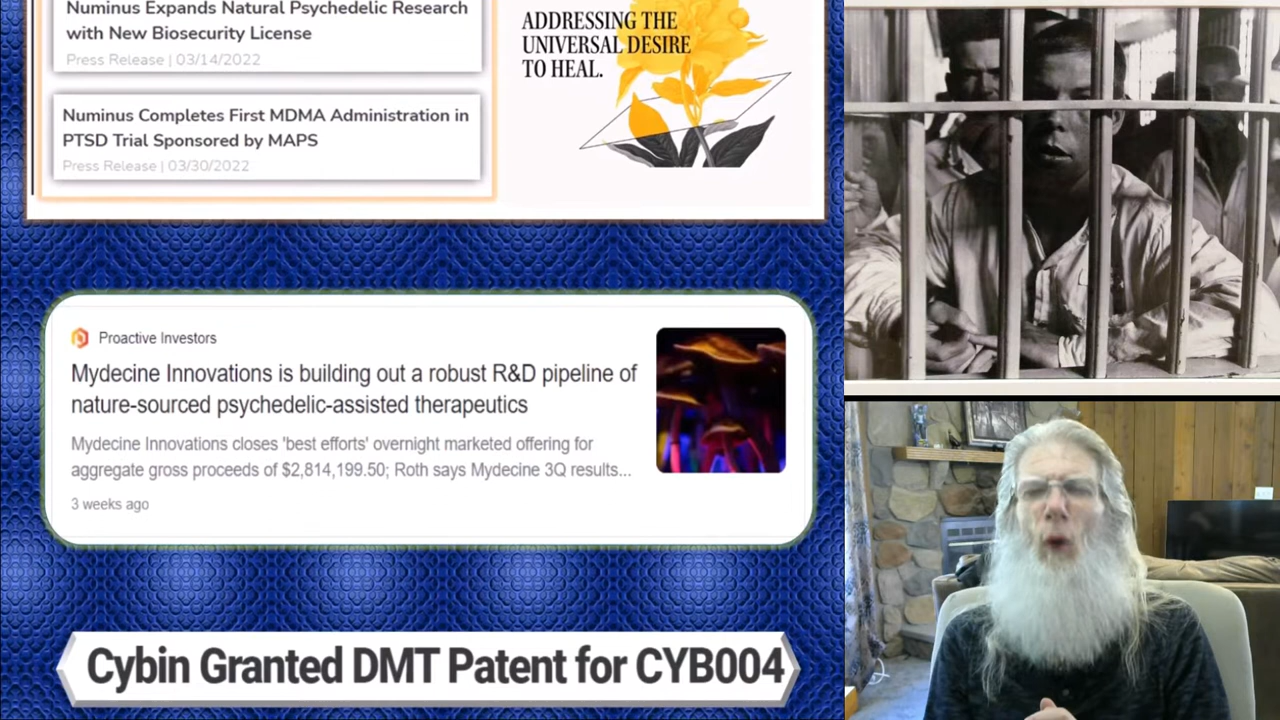 Numinus Expands Natural Psychedelic Research
with New Biosecurity License
Press Release | 03/14/2022
Numinus Completes First MDMA Administration in
PTSD Trial Sponsored by MAPS
Press Release | 03/30/2022
ADDRESSING THE
UNIVERSAL DESIRE
TO HEAL.
Proactive Investors
Mydecine Innovations is building out a robust R&D pipeline of
nature-sourced psychedelic-assisted therapeutics
Mydecine Innovations closes 'best efforts' overnight marketed offering for
aggregate gross proceeds of $2,814,199.50; Roth says Mydecine 3Q results...
3 weeks ago
Cybin Granted DMT Patent for CYB004